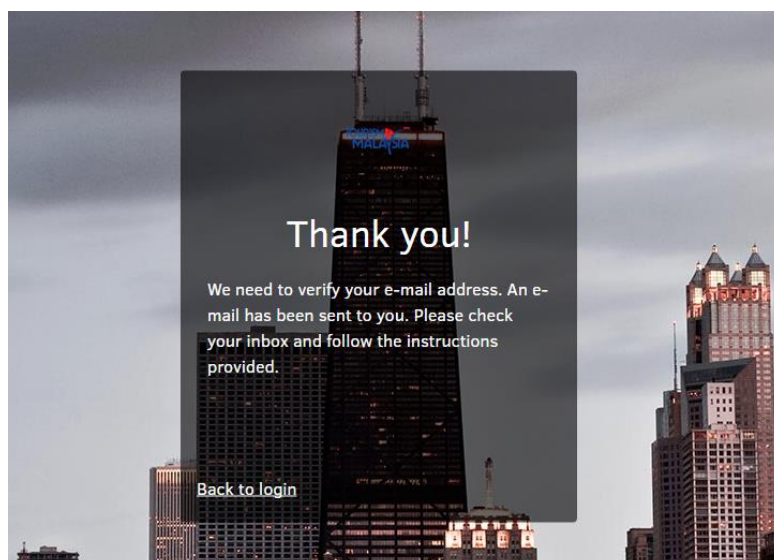 TOURISM
MALAYSIA
Thank you!
We need to verify your e-mail address. An e-
mail has been sent to you. Please check
your inbox and follow the instructions
provided.
Back to login